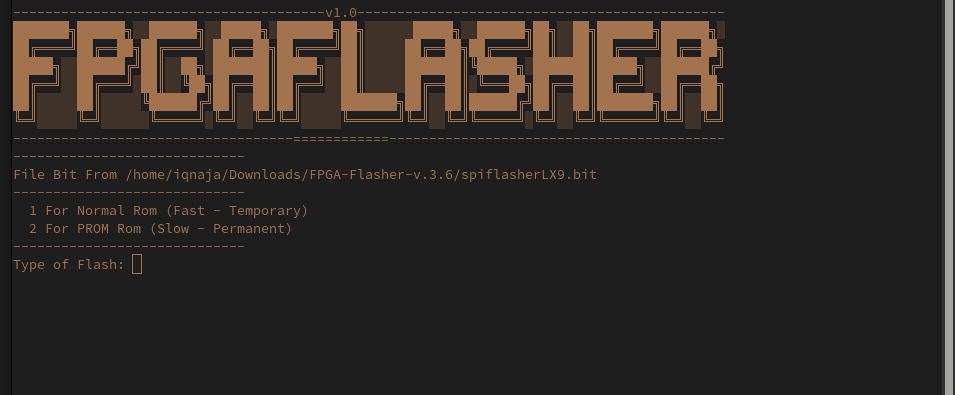 v1.0
FPGAFLASHER
File Bit From /home/iqnaja/Downloads/FPGA-Flasher-v.3.6/spiflasherLX9.bit
1 For Normal Rom (Fast - Temporary)
2 For PROM Rom (Slow - Permanent)
Type of Flash: